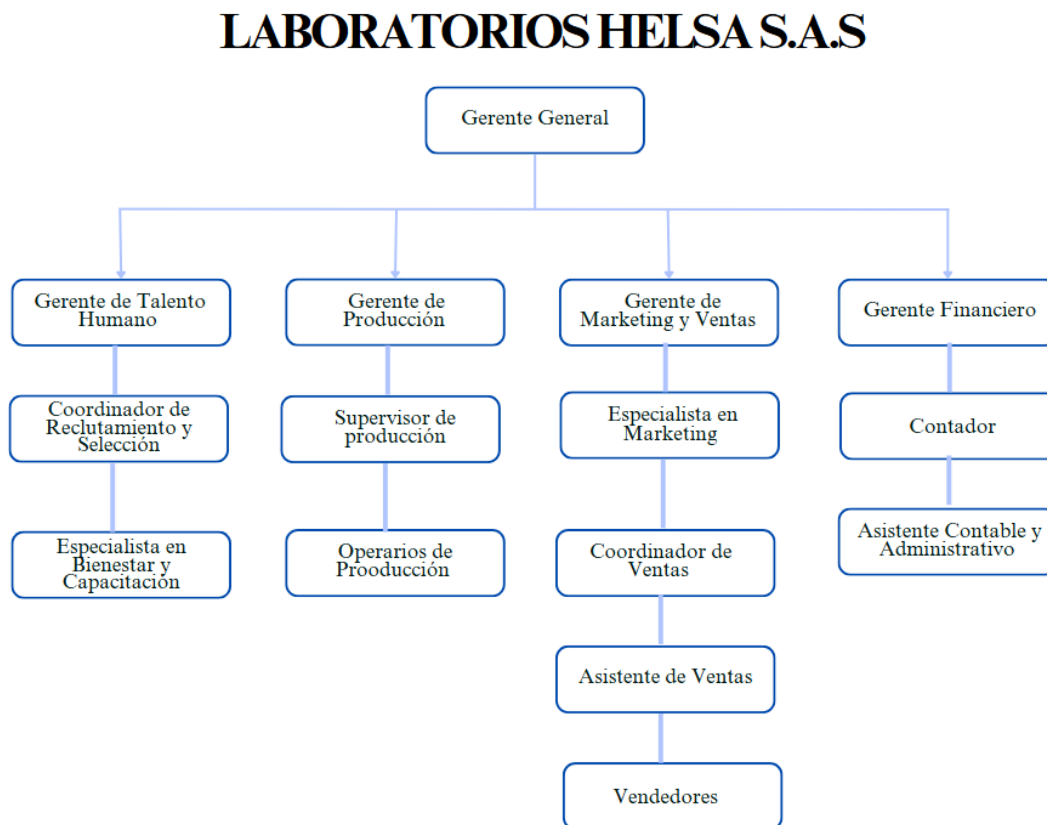 LABORATORIOS HELSA S.A.S
Gerente General
Gerente de Talento
Humano
Gerente de
Producción
Gerente de
Marketing y Ventas
Gerente Financiero
Coordinador de
Reclutamiento y
Selección
Supervisor de
producción
Especialista en
Marketing
Contador
Especialista en
Bienestar y
Capacitación
Operarios de
Prooducción
Coordinador de
Ventas
Asistente Contable y
Administrativo
Asistente de Ventas
Vendedores